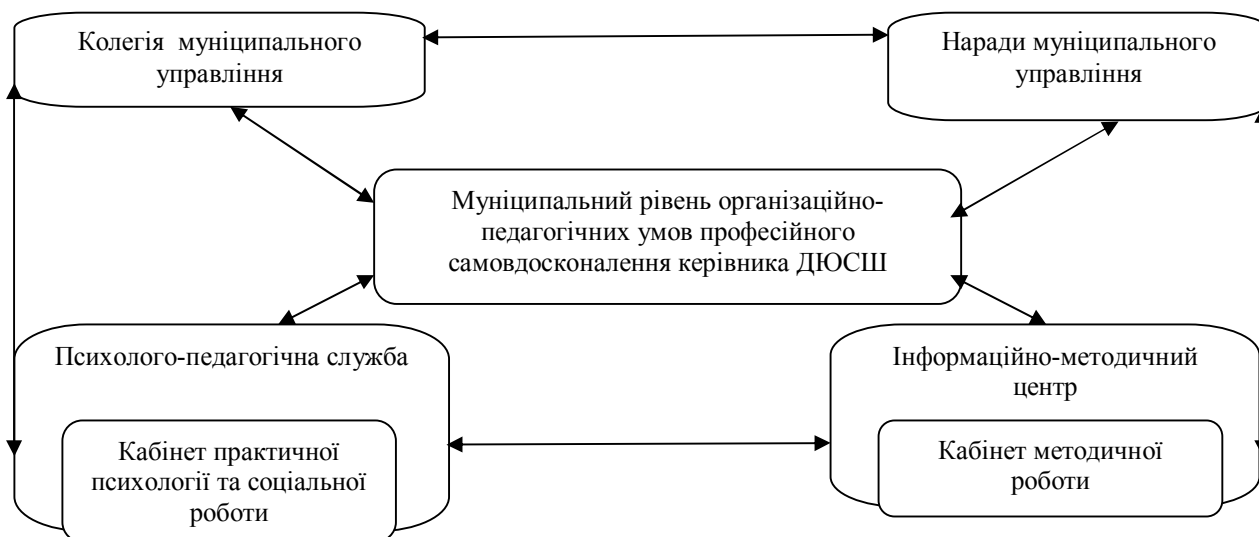 Колегія муніципального
управління
Наради муніципального
управління
Муніципальний рівень організаційно-
педагогічних умов професійного
самовдосконалення керівника ДЮСШ
Психолого-педагогічна служба
Інформаційно-методичний
центр
Кабінет практичної
психології та соціальної
роботи
Кабінет методичної
роботи